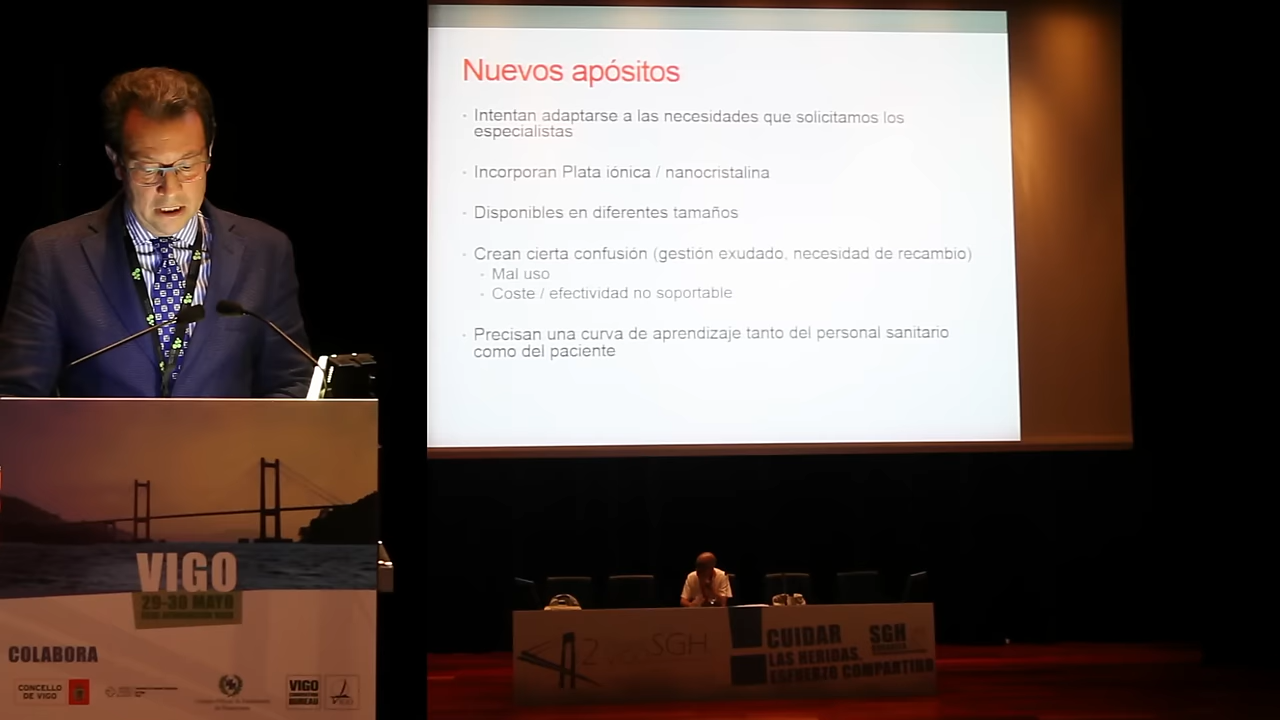 Nuevos apósitos
· Intentan adaptarse a las necesidades que solicitamos los
especialistas
· Incorporan Plata iónica / nanocristalina
· Disponibles en diferentes tamaños
· Crean cierta confusión (gestión exudado, necesidad de recambio)
· Mal uso
· Coste / efectividad no soportable
· Precisan una curva de aprendizaje tanto del personal sanitario
como del paciente
VIGO
29-30 MAYO
COLABORA
CONCELLO
DE VIGO
VIGO
BUREAU
SGH
CUIDAR
LAS HERIDAS,
ESFUERZO COMPARTIDO
SGH